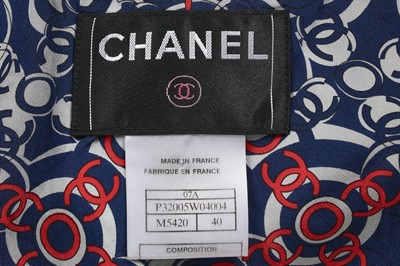 CHANEL
MADE IN FRANCE
FABRIQUE EN FRANCE
07A
P32005W04004
M5420 40
COMPOSITION